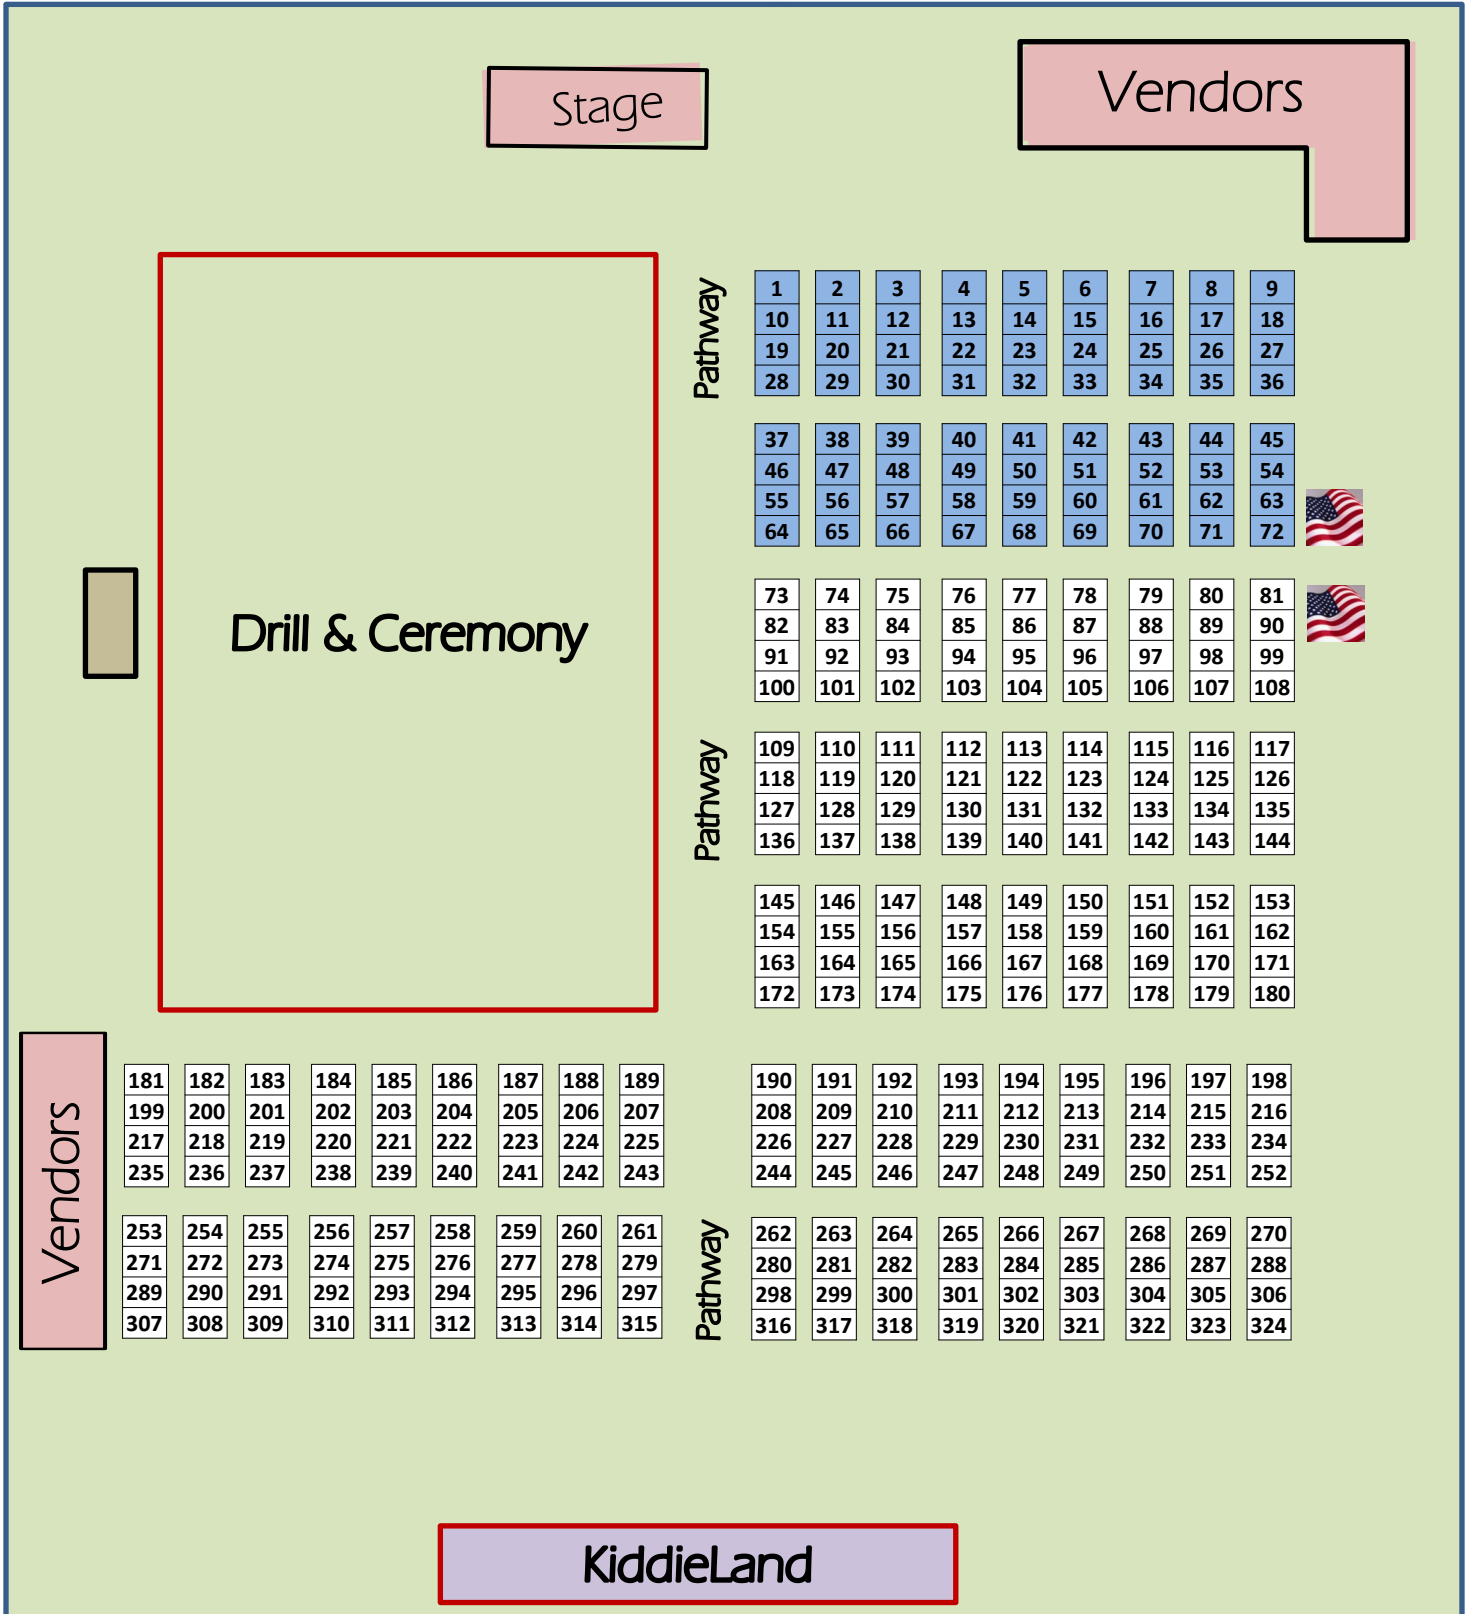 Stage
Vendors
Pathway
1 2 3 4 5 6 7 8 9
10 11 12 13 14 15 16 17 18
19 20 21 22 23 24 25 26 27
28 29 30 31 32 33 34 35 36
37 38 39 40 41 42 43 44 45
46 47 48 49 50 51 52 53 54
55 56 57 58 59 60 61 62 63
64 65 66 67 68 69 70 71 72
Drill & Ceremony
73 74 75 76 77 78 79 80 81
82 83 84 85 86 87 88 89 90
91 92 93 94 95 96 97 98 99
100 101 102 103 104 105 106 107 108
Pathway
109 110 111 112 113 114 115 116 117
118 119 120 121 122 123 124 125 126
127 128 129 130 131 132 133 134 135
136 137 138 139 140 141 142 143 144
145 146 147 148 149 150 151 152 153
154 155 156 157 158 159 160 161 162
163 164 165 166 167 168 169 170 171
172 173 174 175 176 177 178 179 180
Vendors
181 182 183 184 185 186 187 188 189 190 191 192 193 194 195 196 197 198
199 200 201 202 203 204 205 206 207 208 209 210 211 212 213 214 215 216
217 218 219 220 221 222 223 224 225 226 227 228 229 230 231 232 233 234
235 236 237 238 239 240 241 242 243 244 245 246 247 248 249 250 251 252
Pathway
253 254 255 256 257 258 259 260 261 262 263 264 265 266 267 268 269 270
271 272 273 274 275 276 277 278 279 280 281 282 283 284 285 286 287 288
289 290 291 292 293 294 295 296 297 298 299 300 301 302 303 304 305 306
307 308 309 310 311 312 313 314 315 316 317 318 319 320 321 322 323 324
KiddieLand